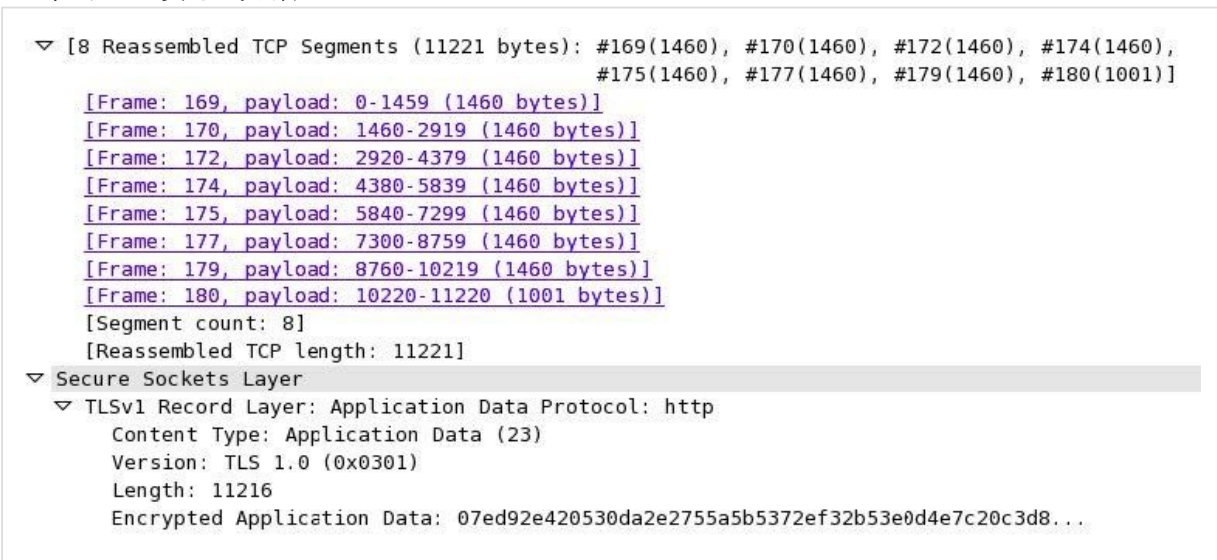 [8 Reassembled TCP Segments (11221 bytes): #169(1460), #170(1460), #172(1460), #174(1460),
#175(1460), #177(1460), #179(1460), #180(1001)]
[Frame: 169, payload: 0-1459 (1460 bytes)]
[Frame: 170, payload: 1460-2919 (1460 bytes)]
[Frame: 172, payload: 2920-4379 (1460 bytes)]
[Frame: 174, payload: 4380-5839 (1460 bytes)]
[Frame: 175, payload: 5840-7299 (1460 bytes)]
[Frame: 177, payload: 7300-8759 (1460 bytes)]
[Frame: 179, payload: 8760-10219 (1460 bytes)]
[Frame: 180, payload: 10220-11220 (1001 bytes)]
[Segment count: 8]
[Reassembled TCP length: 11221]
Secure Sockets Layer
TLSv1 Record Layer: Application Data Protocol: http
Content Type: Application Data (23)
Version: TLS 1.0 (0x0301)
Length: 11216
Encrypted Application Data: 07ed92e420530da2e2755a5b5372ef32b53e0d4e7c20c3d8...